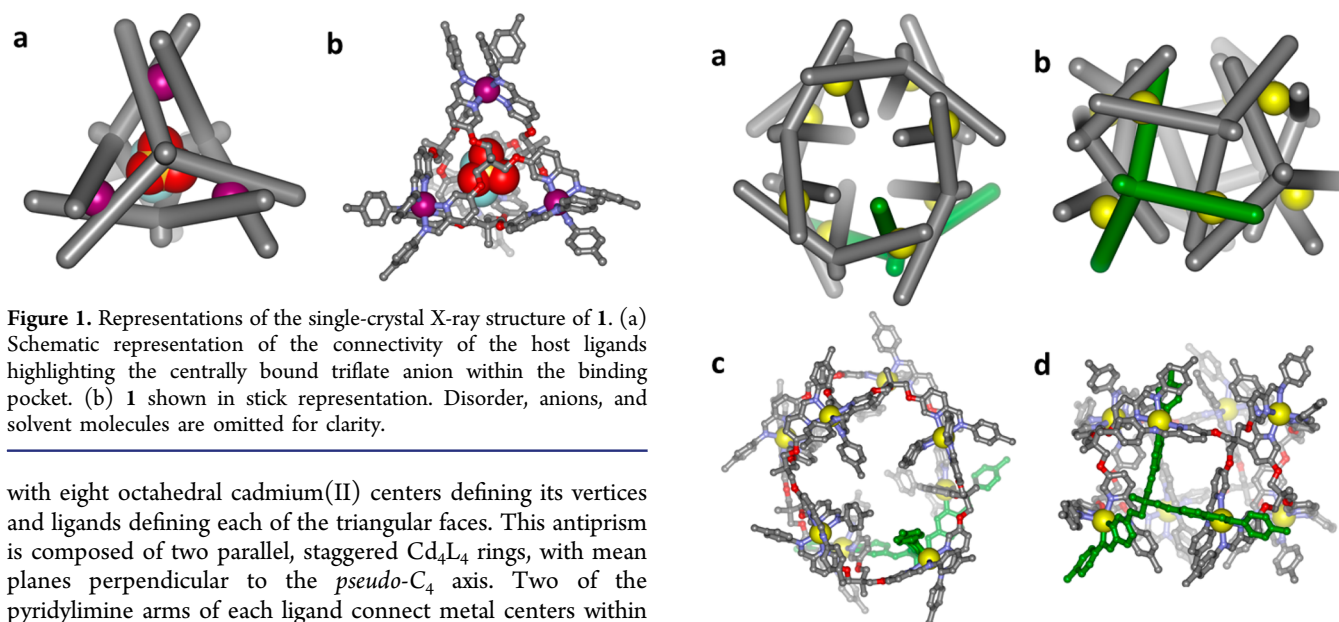 a
b
Figure 1. Representations of the single-crystal X-ray structure of 1. (a)
Schematic representation of the connectivity of the host ligands
highlighting the centrally bound triflate anion within the binding
pocket. (b) 1 shown in stick representation. Disorder, anions, and
solvent molecules are omitted for clarity.
with eight octahedral cadmium(II) centers defining its vertices
and ligands defining each of the triangular faces. This antiprism
is composed of two parallel, staggered Cd₄L₄ rings, with mean
planes perpendicular to the pseudo-C₄ axis. Two of the
pyridylimine arms of each ligand connect metal centers within
a
b
c
d